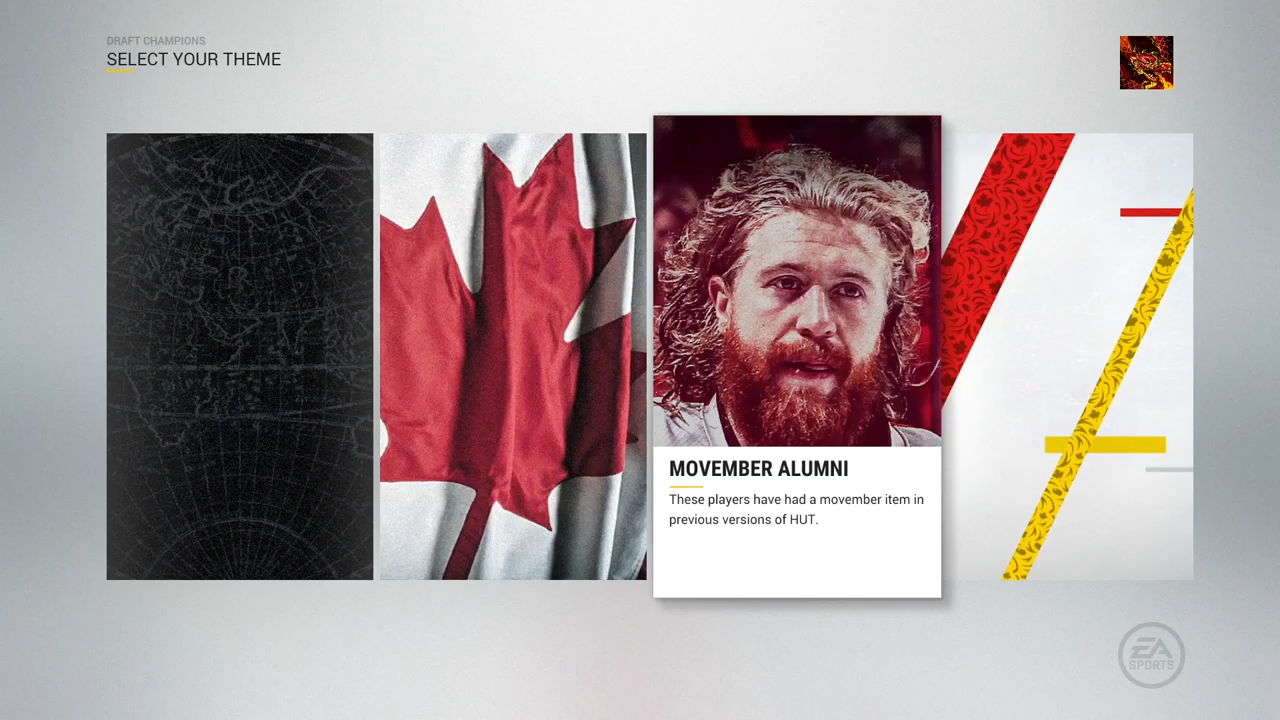 DRAFT CHAMPIONS
SELECT YOUR THEME
MOVEMBER ALUMNI
These players have had a movember item in
previous versions of HUT.
EA
SPORTS